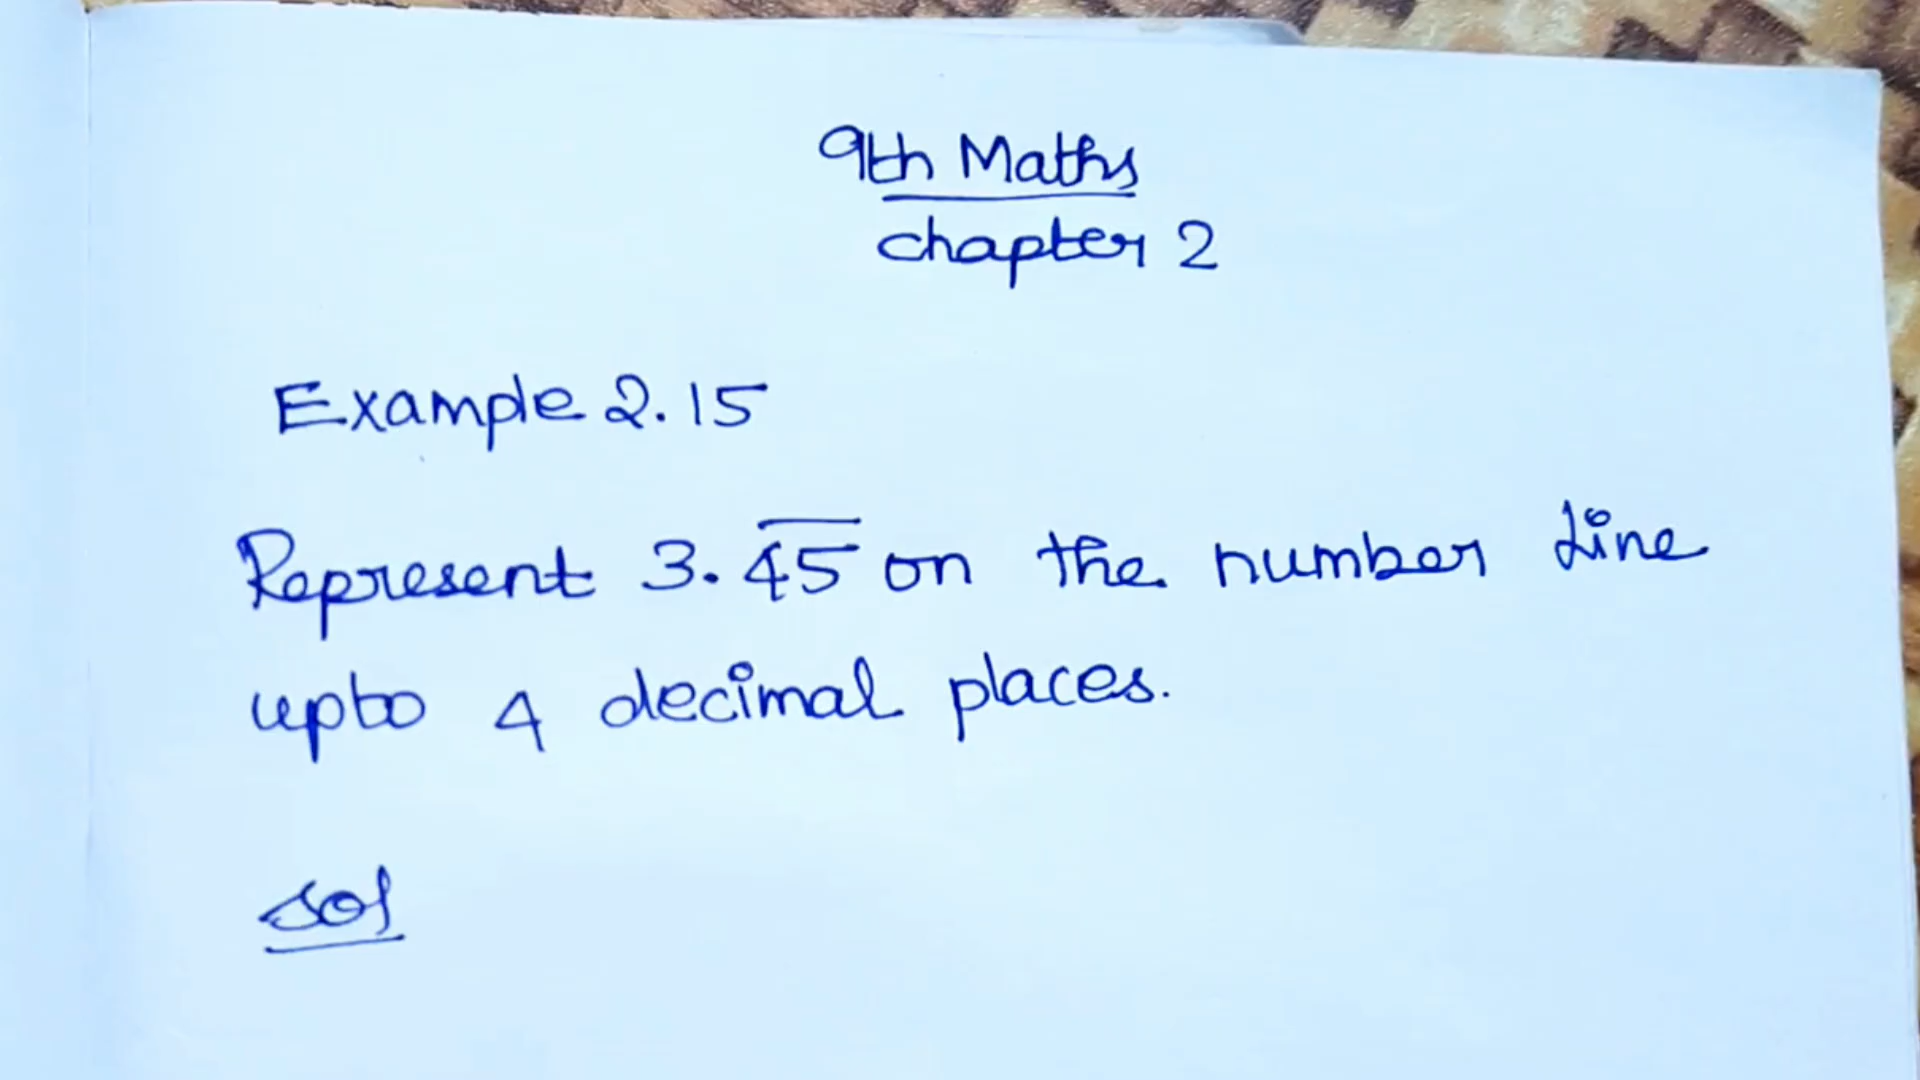 9th Maths
chapter 2
Example 2.15
Represent 3.4̅5̅ on the number line
upto 4 decimal places.
Sol